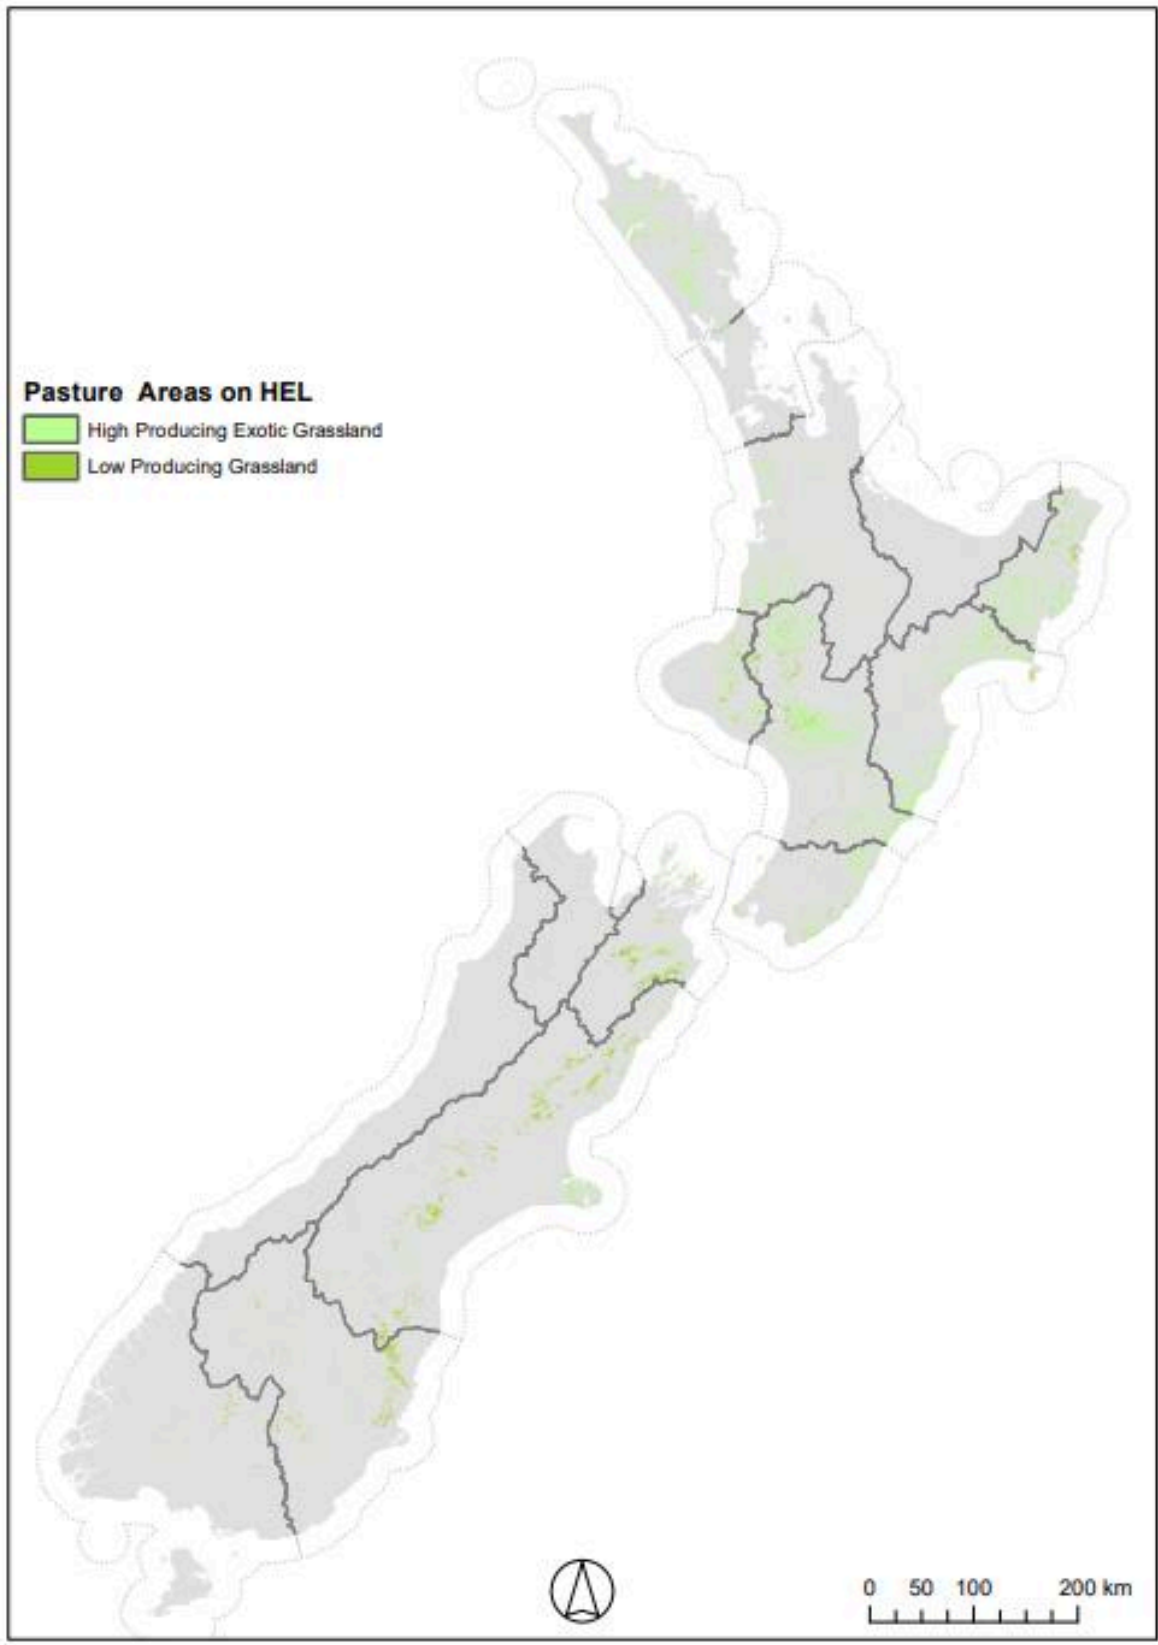 Pasture Areas on HEL
High Producing Exotic Grassland
Low Producing Grassland
0 50 100 200 km